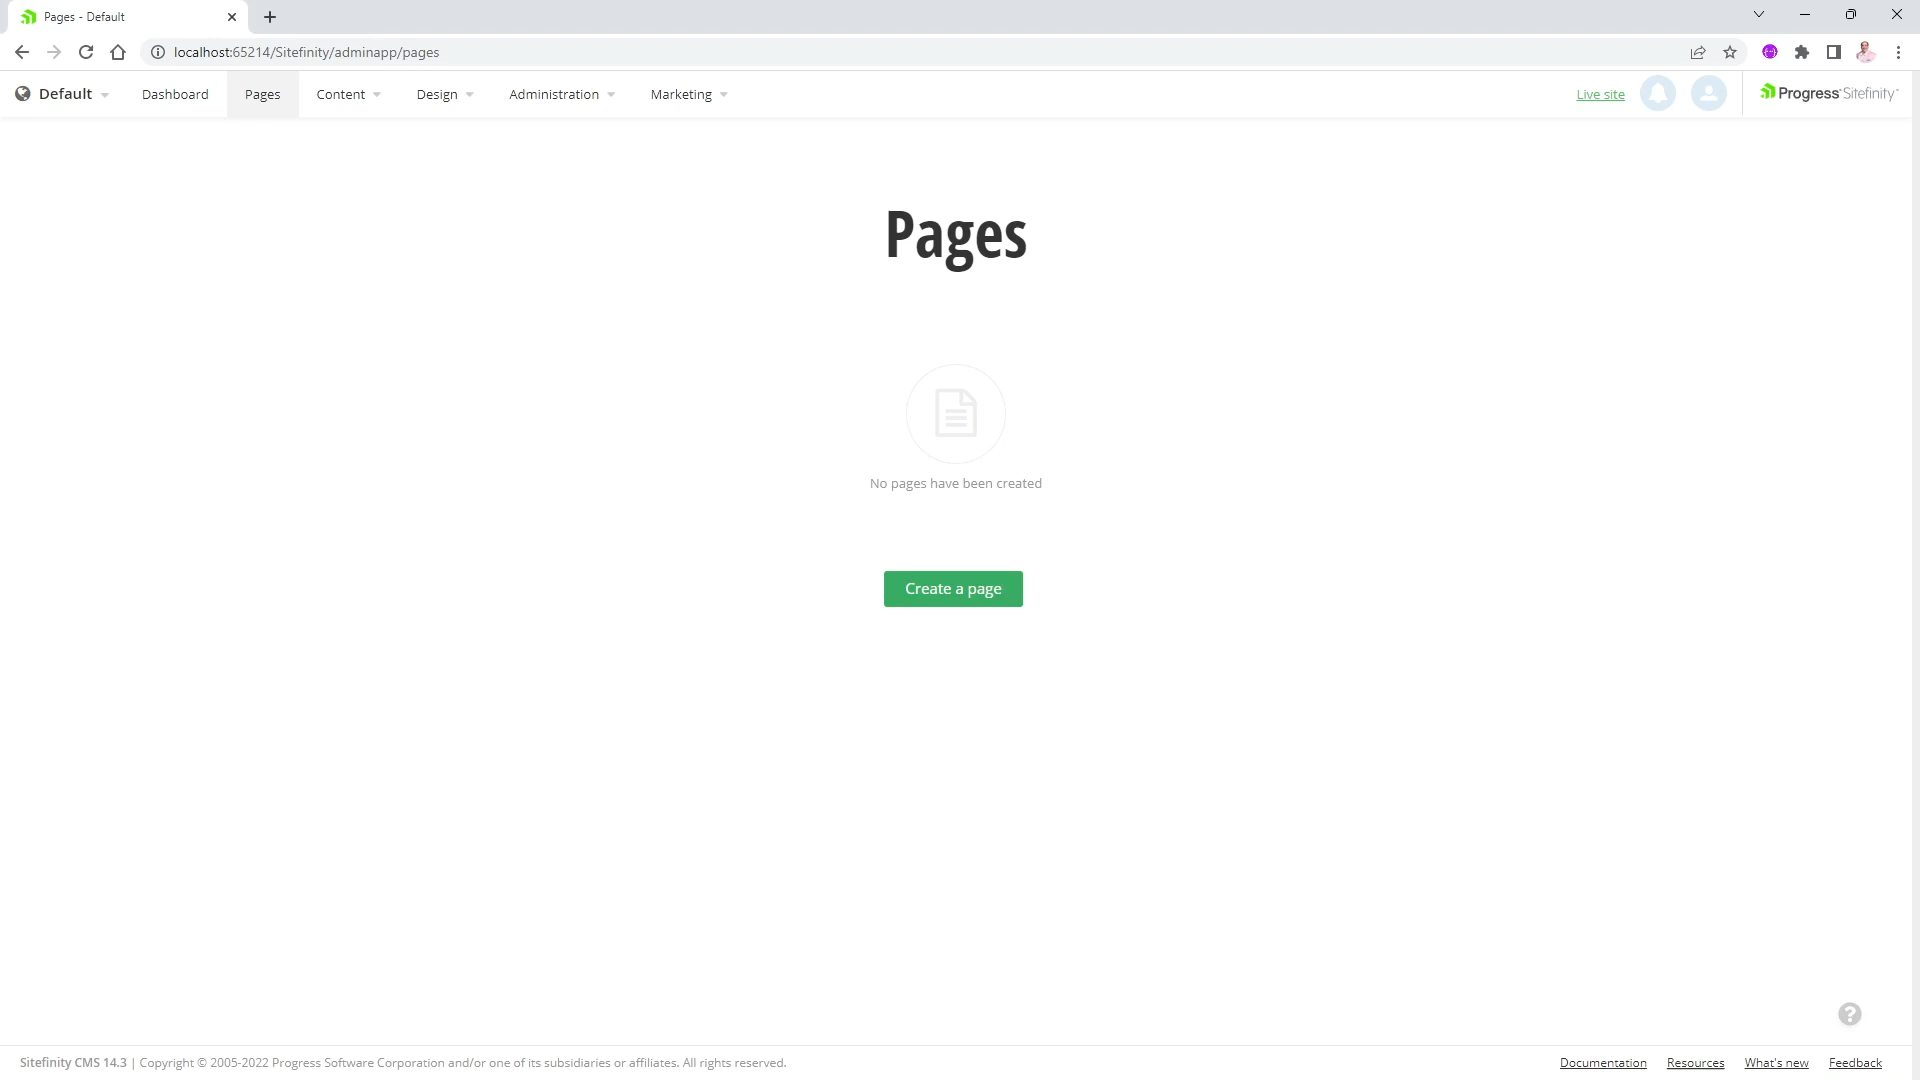 Pages - Default
localhost:65214/Sitefinity/adminapp/pages
Default Dashboard Pages Content Design Administration Marketing Live site Progress Sitefinity
Pages
No pages have been created
Create a page
?
Sitefinity CMS 14.3 | Copyright © 2005-2022 Progress Software Corporation and/or one of its subsidiaries or affiliates. All rights reserved. Documentation Resources What's new Feedback